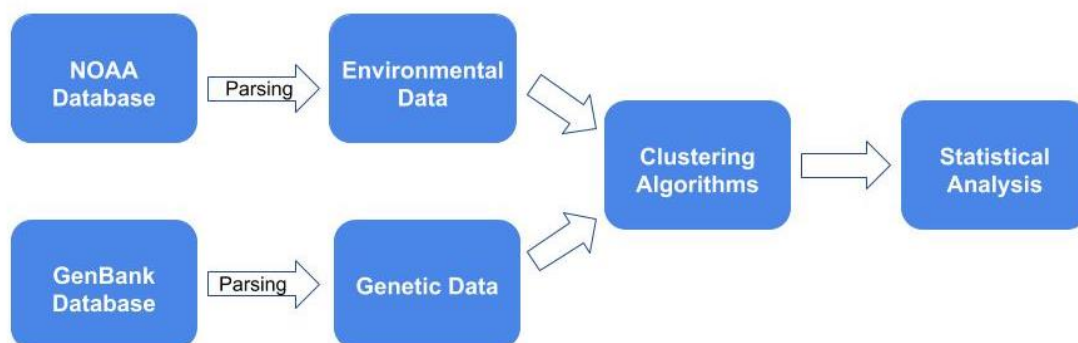 NOAA
Database
Parsing
Environmental
Data
Clustering
Algorithms
Statistical
Analysis
GenBank
Database
Parsing
Genetic Data